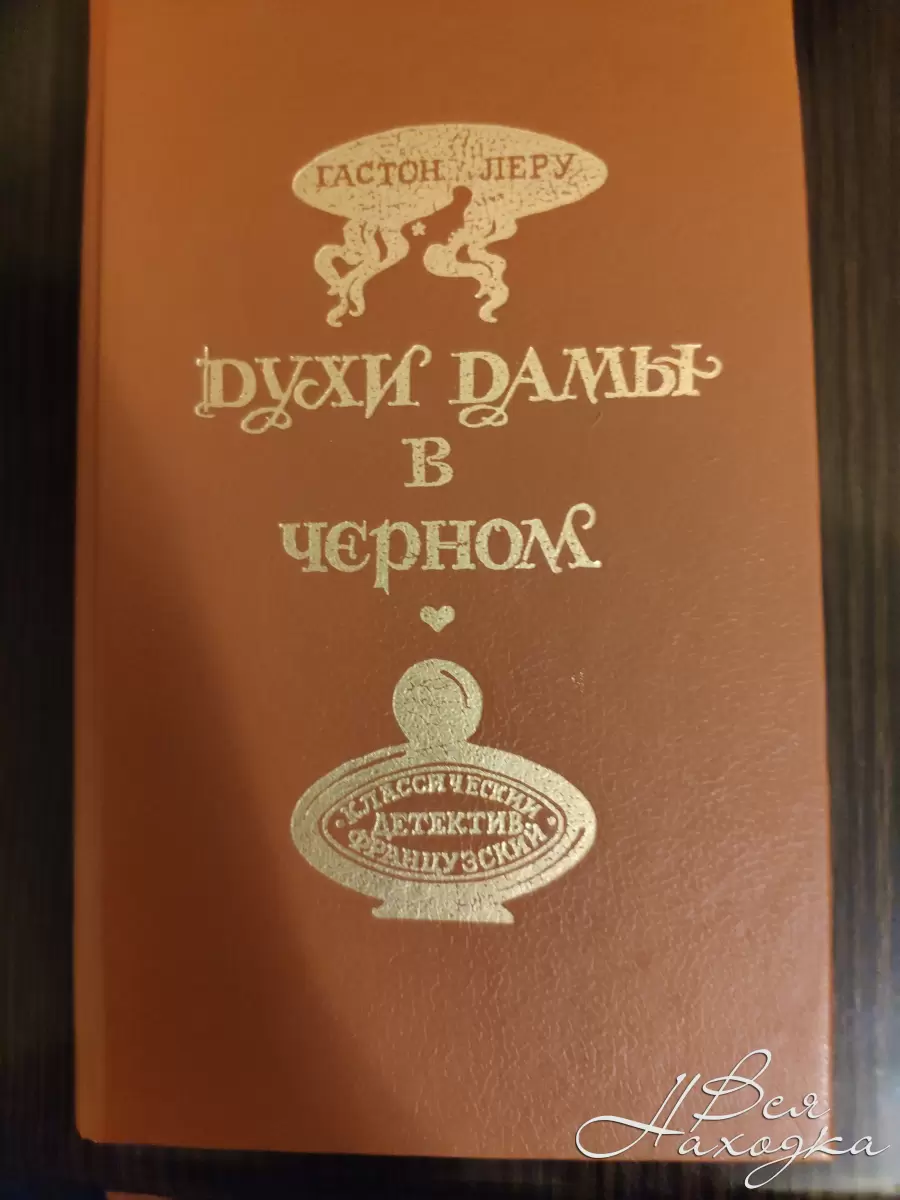 ГАСТОН ЛЕРУ
ДУХИ ДАМЫ
В
ЧЕРНОМ
КЛАССИЧЕСКИЙ
ДЕТЕКТИВ
ФРАНЦУЗСКИЙ
Вся
Находка